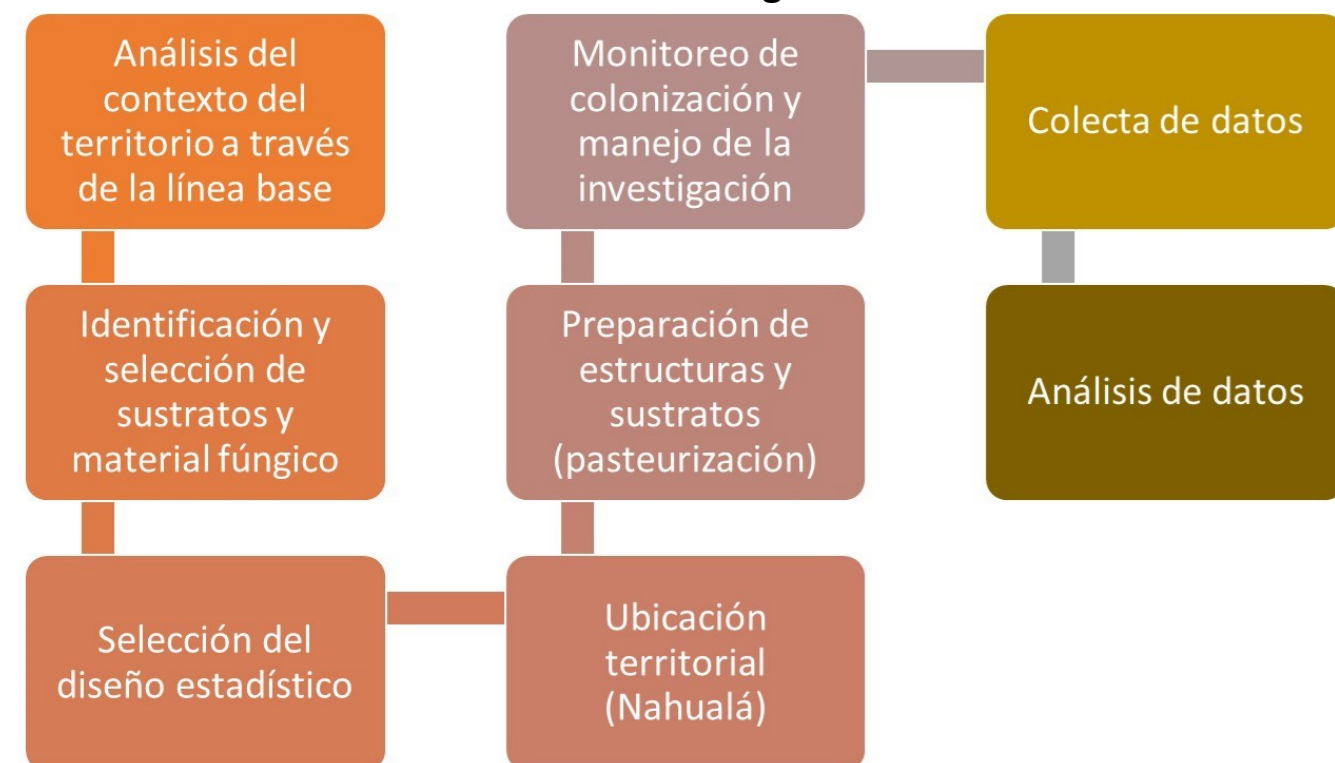 Análisis del
contexto del
territorio a través
de la línea base
Identificación y
selección de
sustratos y
material fúngico
Selección del
diseño estadístico
Ubicación
territorial
(Nahualá)
Preparación de
estructuras y
sustratos
(pasteurización)
Monitoreo de
colonización y
manejo de la
investigación
Colecta de datos
Análisis de datos